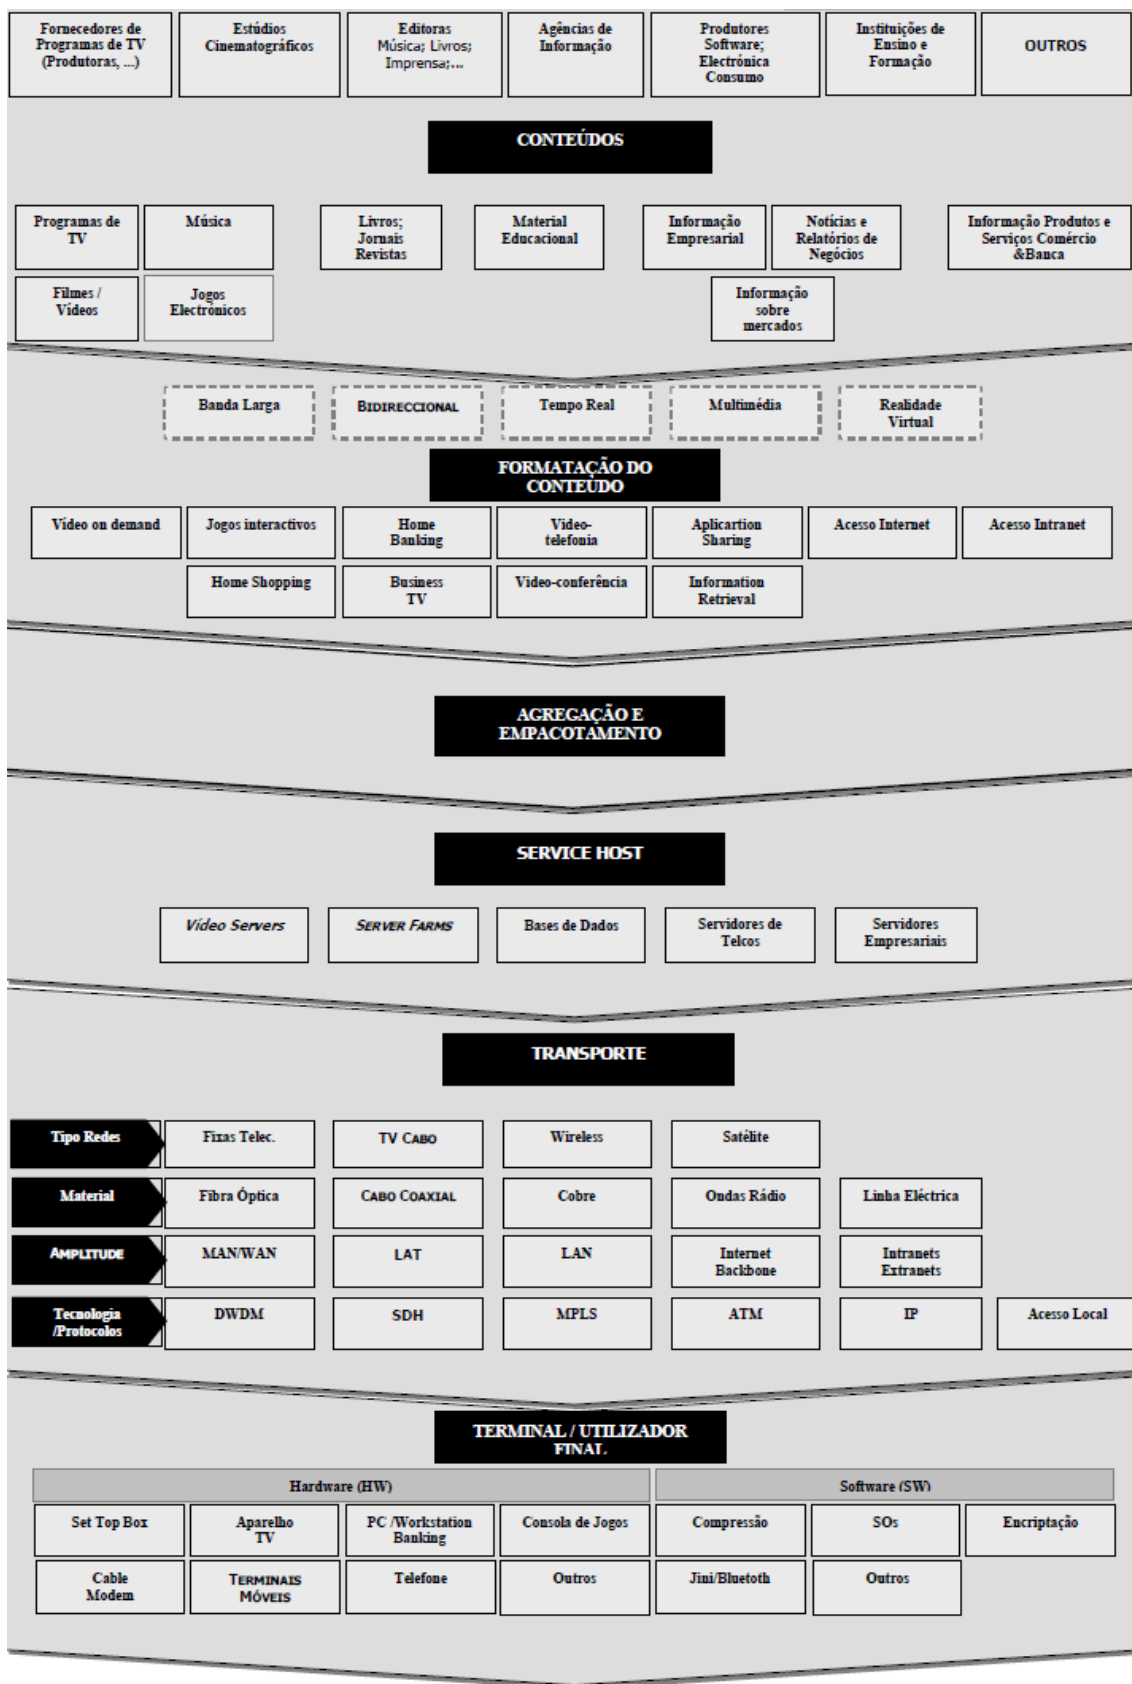 Fornecedores de
Programas de TV
(Produtoras, ...)
Estúdios
Cinematográficos
Editoras
Música; Livros;
Imprensa;...
Agências de
Informação
Produtores
Software;
Electrónica
Consumo
Instituições de
Ensino e
Formação
OUTROS
CONTEÚDOS
Programas de
TV
Música
Livros;
Jornais
Revistas
Material
Educacional
Informação
Empresarial
Notícias e
Relatórios de
Negócios
Informação Produtos e
Serviços Comércio
&Banca
Filmes /
Vídeos
Jogos
Electrónicos
Informação
sobre
mercados
Banda Larga
BIDIRECCIONAL
Tempo Real
Multimédia
Realidade
Virtual
FORMATAÇÃO DO
CONTEÚDO
Vídeo on demand
Jogos interactivos
Home
Banking
Video-
telefonia
Aplicartion
Sharing
Acesso Internet
Acesso Intranet
Home Shopping
Business
TV
Video-conferência
Information
Retrieval
AGREGAÇÃO E
EMPACOTAMENTO
SERVICE HOST
Vídeo Servers
SERVER FARMS
Bases de Dados
Servidores de
Telcos
Servidores
Empresariais
TRANSPORTE
Tipo Redes
Fixas Telec.
TV CABO
Wireless
Satélite
Material
Fibra Óptica
CABO COAXIAL
Cobre
Ondas Rádio
Linha Eléctrica
AMPLITUDE
MAN/WAN
LAT
LAN
Internet
Backbone
Intranets
Extranets
Tecnologia
/Protocolos
DWDM
SDH
MPLS
ATM
IP
Acesso Local
TERMINAL / UTILIZADOR
FINAL
Hardware (HW)
Software (SW)
Set Top Box
Aparelho
TV
PC /Workstation
Banking
Consola de Jogos
Compressão
SOs
Encriptação
Cable
Modem
TERMINAIS
MÓVEIS
Telefone
Outros
Jini/Bluetoth
Outros